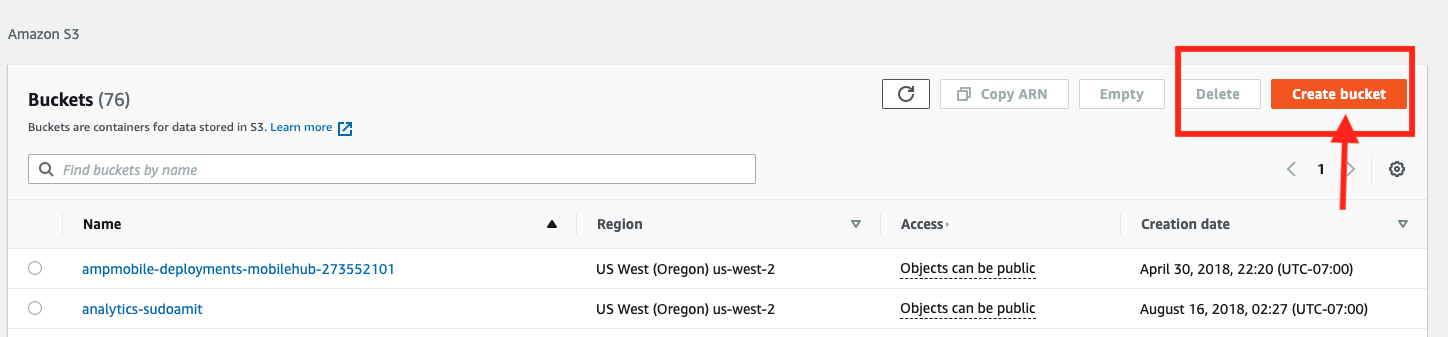 Amazon S3
Buckets (76)
Copy ARN
Empty
Delete
Create bucket
Buckets are containers for data stored in S3. Learn more
Find buckets by name
1
Name Region Access Creation date
ampmobile-deployments-mobilehub-273552101 US West (Oregon) us-west-2 Objects can be public April 30, 2018, 22:20 (UTC-07:00)
analytics-sudoamit US West (Oregon) us-west-2 Objects can be public August 16, 2018, 02:27 (UTC-07:00)